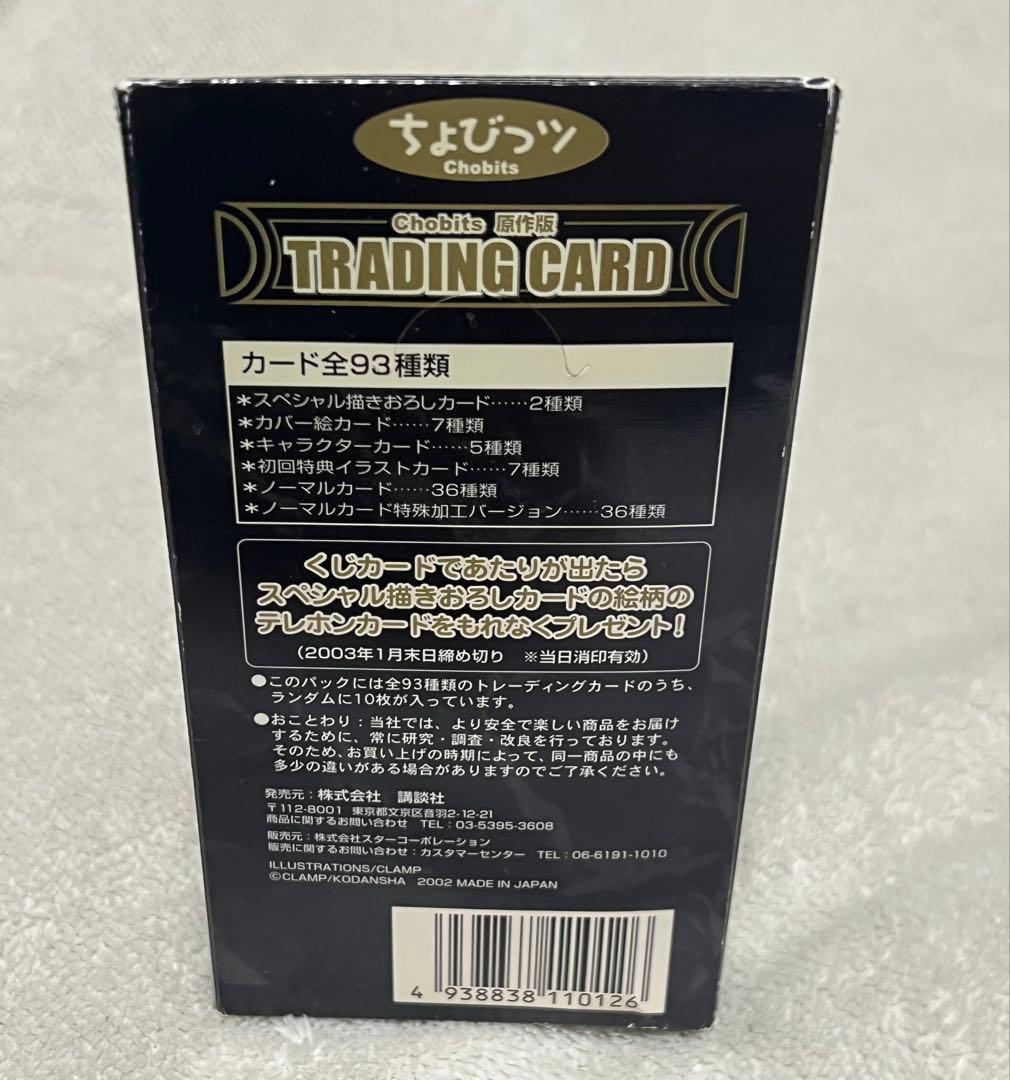 ちょびっツ
Chobits
Chobits 原作版
TRADING CARD
カード全93種類
＊スペシャル描きおろしカード……2種類
＊カバー絵カード……7種類
＊キャラクターカード……5種類
＊初回特典イラストカード……7種類
＊ノーマルカード……36種類
＊ノーマルカード特殊加工バージョン……36種類
くじカードであたりが出たら
スペシャル描きおろしカードの絵柄の
テレホンカードをもれなくプレゼント!
（2003年1月末日締め切り　※当日消印有効）
●このパックには全93種類のトレーディングカードのうち、
ランダムに10枚が入っています。
●おことわり：当社では、より安全で楽しい商品をお届け
するために、常に研究・調査・改良を行っております。
そのため、お買い上げの時期によって、同一商品の中にも
多少の違いがある場合がありますのでご了承ください。
発売元：株式会社　講談社
〒112-8001　東京都文京区音羽2-12-21
商品に関するお問い合わせ　TEL：03-5395-3608
販売元：株式会社スターコーポレーション
販売に関するお問い合わせ：カスタマーセンター　TEL：06-6191-1010
ILLUSTRATIONS/CLAMP
©CLAMP/KODANSHA　2002 MADE IN JAPAN
4 938838 110126